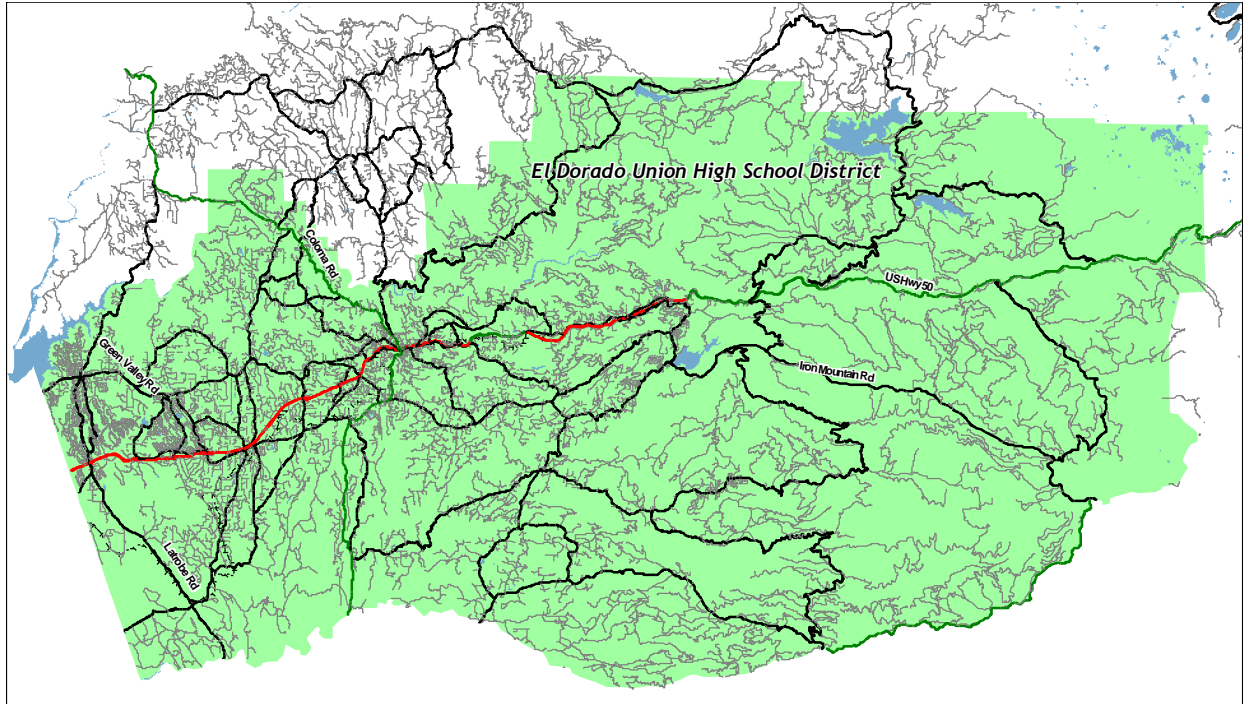 El Dorado Union High School District
Coloma Rd
USHwy50
Green Valley Rd
Iron Mountain Rd
Latrobe Rd